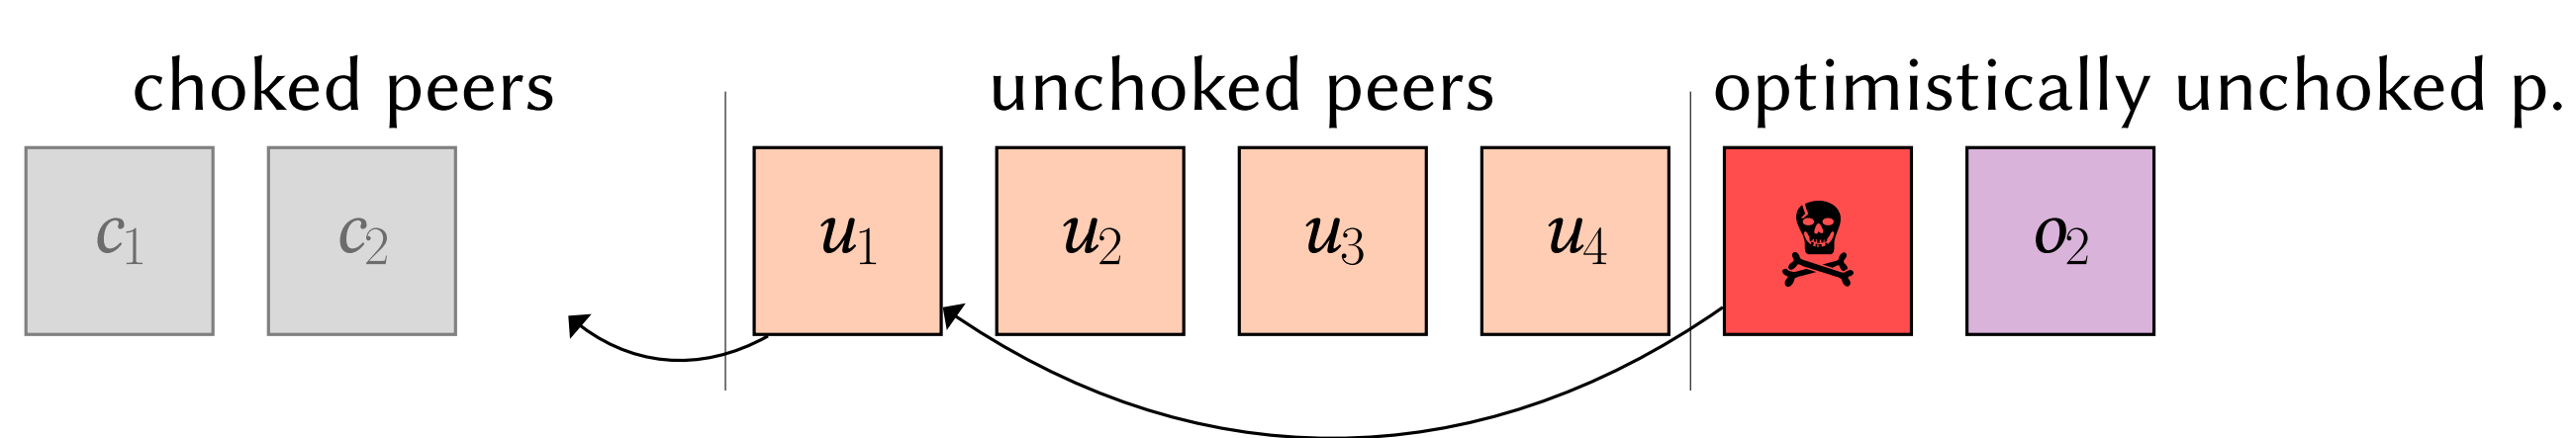 choked peers unchoked peers optimistically unchoked p.
c1 c2 u1 u2 u3 u4 o2